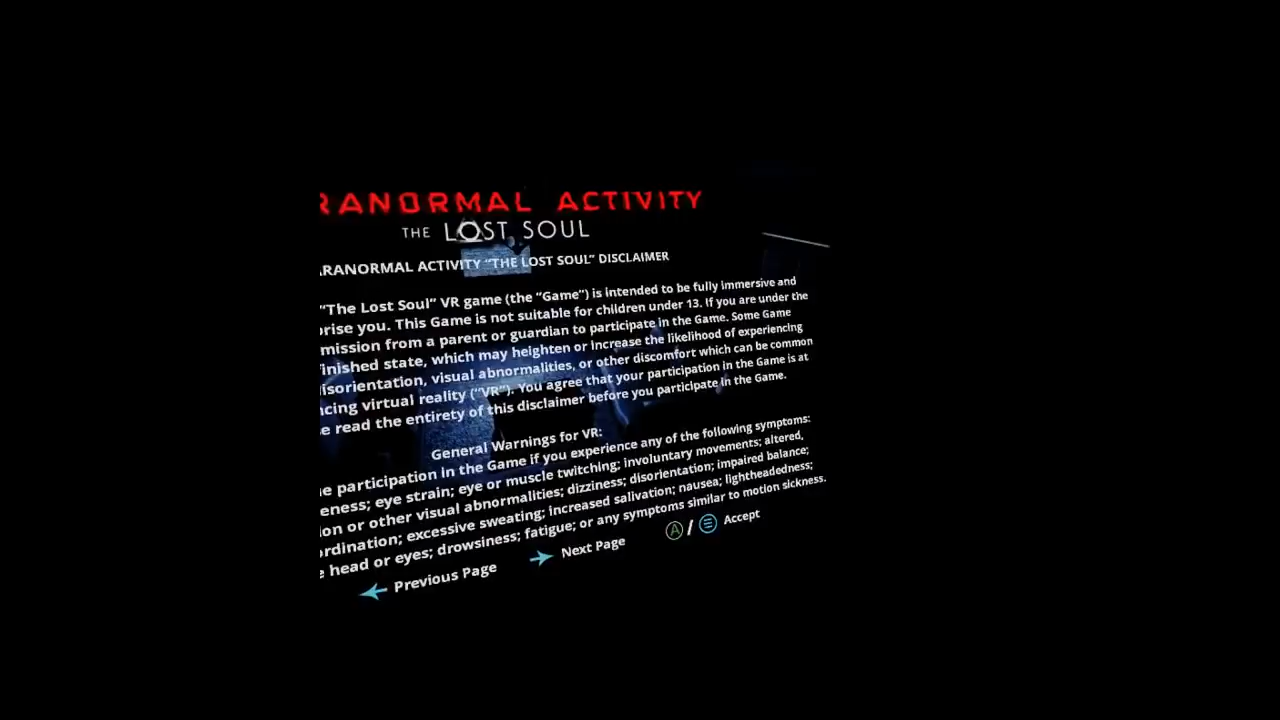 RANORMAL ACTIVITY
THE LOST SOUL
ARANORMAL ACTIVITY "THE LOST SOUL" DISCLAIMER
"The Lost Soul" VR game (the "Game") is intended to be fully immersive and
prise you. This Game is not suitable for children under 13. If you are under the
mission from a parent or guardian to participate in the Game. Some Game
finished state, which may heighten or increase the likelihood of experiencing
disorientation, visual abnormalities, or other discomfort which can be common
ncing virtual reality ("VR"). You agree that your participation in the Game is at
e read the entirety of this disclaimer before you participate in the Game.
General Warnings for VR:
e participation in the Game if you experience any of the following symptoms:
eness; eye strain; eye or muscle twitching; involuntary movements; altered,
ion or other visual abnormalities; dizziness; disorientation; impaired balance;
ordination; excessive sweating; increased salivation; nausea; lightheadedness;
e head or eyes; drowsiness; fatigue; or any symptoms similar to motion sickness.
Previous Page
Next Page
A / Accept